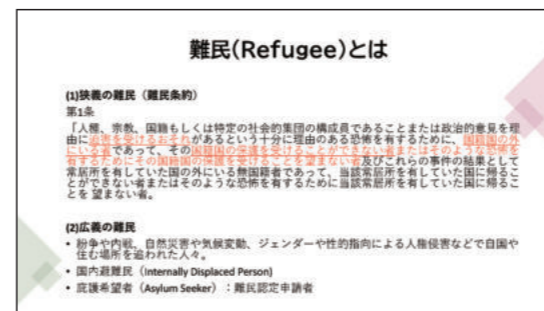 難民(Refugee)とは
(1)狭義の難民（難民条約）
第1条
「人種、宗教、国籍もしくは特定の社会的集団の構成員であることまたは政治的意見を理
由に迫害を受けるおそれがあるという十分に理由のある恐怖を有するために、国籍国の外
にいる者であって、その国籍国の保護を受けることができない者またはそのような恐怖を
有するためにその国籍国の保護を受けることを望まない者及びこれらの事件の結果として
常居所を有していた国の外にいる無国籍者であって、当該常居所を有していた国に帰るこ
とができない者またはそのような恐怖を有するために当該常居所を有していた国に帰るこ
とを 望まない者。
(2)広義の難民
• 紛争や内戦、自然災害や気候変動、ジェンダーや性的指向による人権侵害などで自国や
住む場所を追われた人々。
• 国内避難民（Internally Displaced Person)
• 庇護希望者（Asylum Seeker）：難民認定申請者